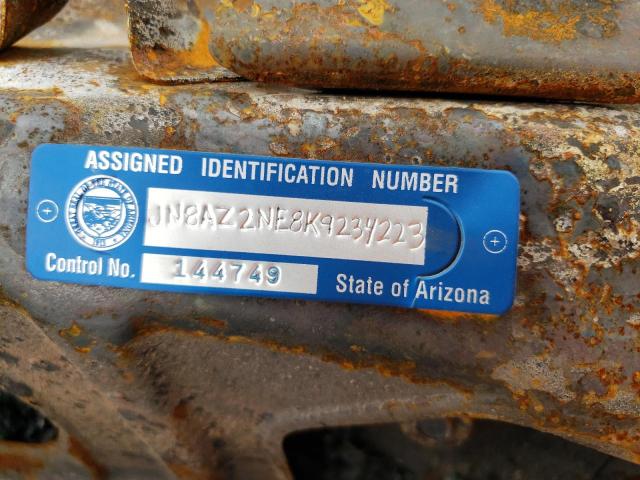 ASSIGNED IDENTIFICATION NUMBER
JN8AZ2NE8K9234223
Control No. 144749
State of Arizona